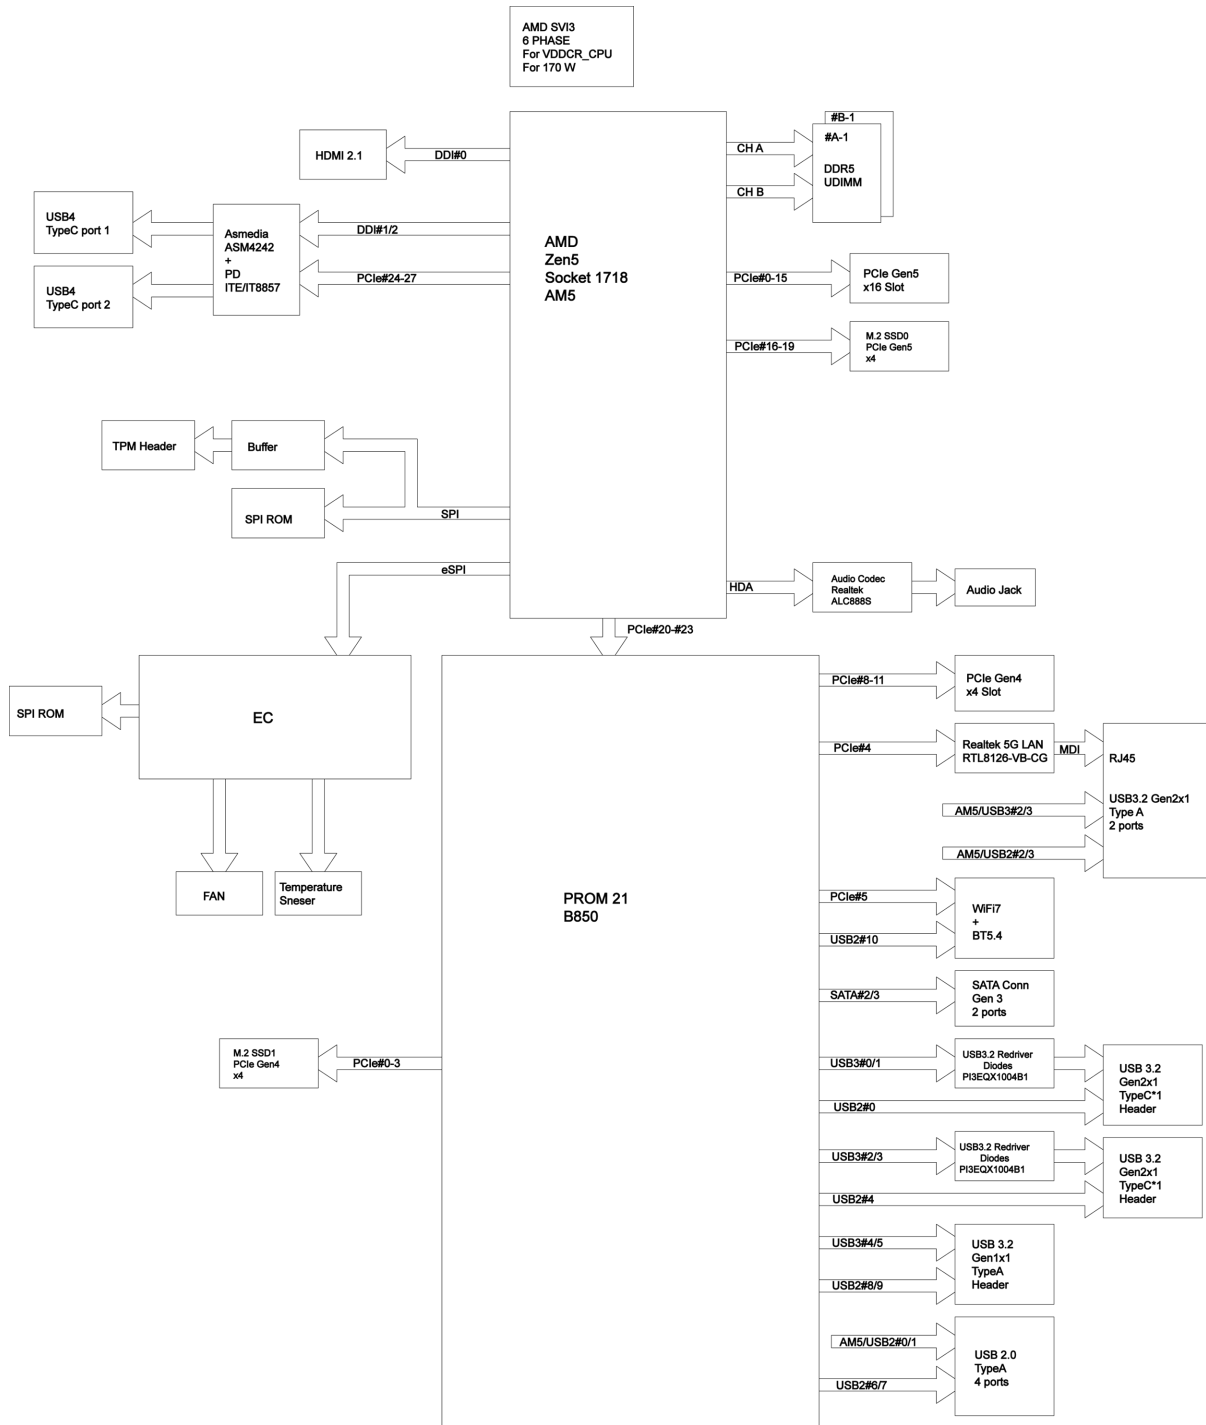 AMD SVI3
6 PHASE
For VDDCR_CPU
For 170 W
HDMI 2.1
DDI#0
CH A
CH B
#B-1
#A-1
DDR5
UDIMM
USB4
TypeC port 1
USB4
TypeC port 2
Asmedia
ASM4242
+
PD
ITE/IT8857
DDI#1/2
PCIe#24-27
AMD
Zen5
Socket 1718
AM5
PCIe#0-15
PCIe Gen5
x16 Slot
PCIe#16-19
M.2 SSD0
PCIe Gen5
x4
TPM Header
Buffer
SPI ROM
SPI
eSPI
HDA
Audio Codec
Realtek
ALC888S
Audio Jack
PCIe#20-#23
SPI ROM
EC
FAN
Temperature
Sneser
PROM 21
B850
M.2 SSD1
PCIe Gen4
x4
PCIe#0-3
PCIe#8-11
PCIe Gen4
x4 Slot
PCIe#4
Realtek 5G LAN
RTL8126-VB-CG
MDI
RJ45
USB3.2 Gen2x1
Type A
2 ports
AM5/USB3#2/3
AM5/USB2#2/3
PCIe#5
USB2#10
WiFi7
+
BT5.4
SATA#2/3
SATA Conn
Gen 3
2 ports
USB3#0/1
USB3.2 Redriver
Diodes
PI3EQX1004B1
USB2#0
USB 3.2
Gen2x1
TypeC*1
Header
USB3#2/3
USB3.2 Redriver
Diodes
PI3EQX1004B1
USB2#4
USB 3.2
Gen2x1
TypeC*1
Header
USB3#4/5
USB2#8/9
USB 3.2
Gen1x1
TypeA
Header
AM5/USB2#0/1
USB2#6/7
USB 2.0
TypeA
4 ports